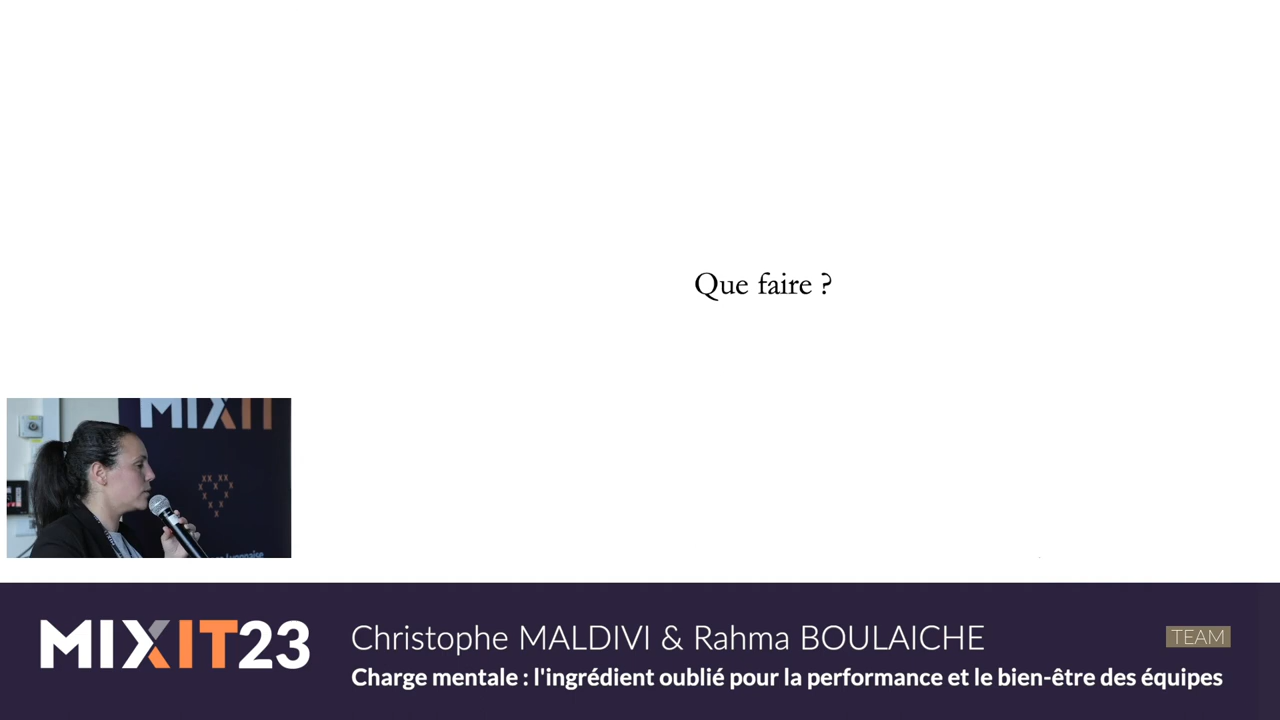 Que faire ?
MIXIT
MIXIT23
Christophe MALDIVI & Rahma BOULAICHE
TEAM
Charge mentale : l'ingrédient oublié pour la performance et le bien-être des équipes